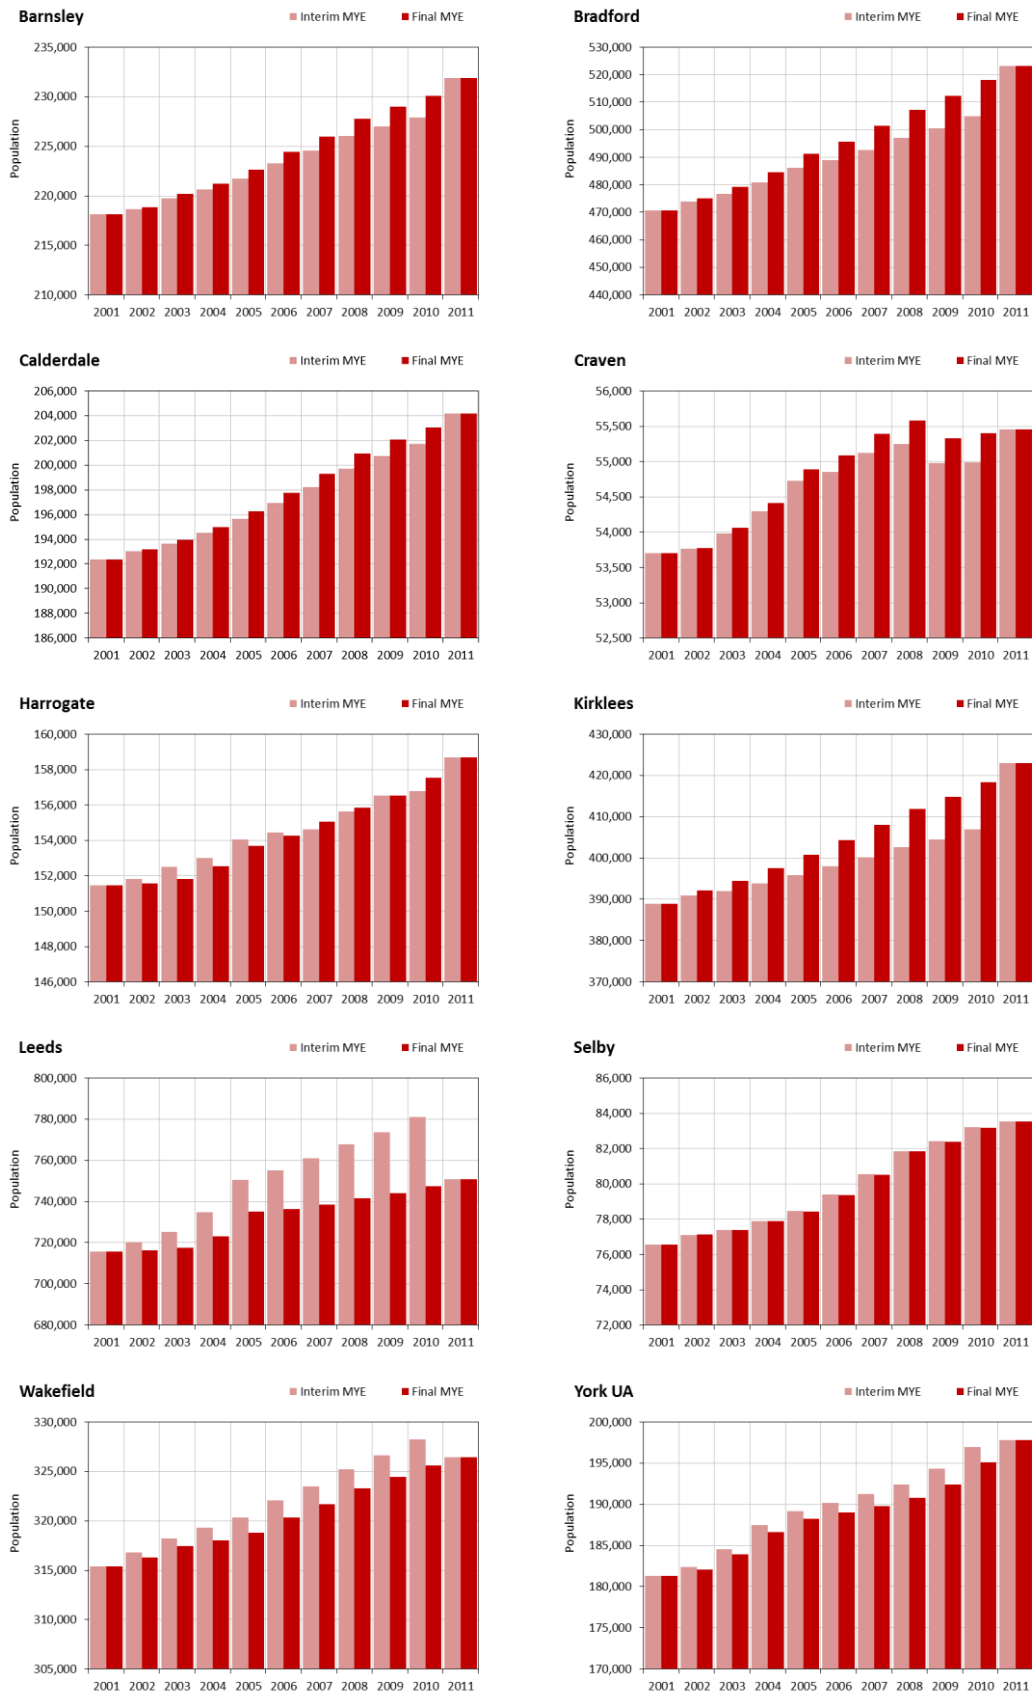 Barnsley
Interim MYE
Final MYE
Population
235,000
230,000
225,000
220,000
215,000
210,000
2001 2002 2003 2004 2005 2006 2007 2008 2009 2010 2011
Bradford
Interim MYE
Final MYE
Population
530,000
520,000
510,000
500,000
490,000
480,000
470,000
460,000
450,000
440,000
2001 2002 2003 2004 2005 2006 2007 2008 2009 2010 2011
Calderdale
Interim MYE
Final MYE
Population
206,000
204,000
202,000
200,000
198,000
196,000
194,000
192,000
190,000
188,000
186,000
2001 2002 2003 2004 2005 2006 2007 2008 2009 2010 2011
Craven
Interim MYE
Final MYE
Population
56,000
55,500
55,000
54,500
54,000
53,500
53,000
52,500
2001 2002 2003 2004 2005 2006 2007 2008 2009 2010 2011
Harrogate
Interim MYE
Final MYE
Population
160,000
158,000
156,000
154,000
152,000
150,000
148,000
146,000
2001 2002 2003 2004 2005 2006 2007 2008 2009 2010 2011
Kirklees
Interim MYE
Final MYE
Population
430,000
420,000
410,000
400,000
390,000
380,000
370,000
2001 2002 2003 2004 2005 2006 2007 2008 2009 2010 2011
Leeds
Interim MYE
Final MYE
Population
800,000
780,000
760,000
740,000
720,000
700,000
680,000
2001 2002 2003 2004 2005 2006 2007 2008 2009 2010 2011
Selby
Interim MYE
Final MYE
Population
86,000
84,000
82,000
80,000
78,000
76,000
74,000
72,000
2001 2002 2003 2004 2005 2006 2007 2008 2009 2010 2011
Wakefield
Interim MYE
Final MYE
Population
330,000
325,000
320,000
315,000
310,000
305,000
2001 2002 2003 2004 2005 2006 2007 2008 2009 2010 2011
York UA
Interim MYE
Final MYE
Population
200,000
195,000
190,000
185,000
180,000
175,000
170,000
2001 2002 2003 2004 2005 2006 2007 2008 2009 2010 2011